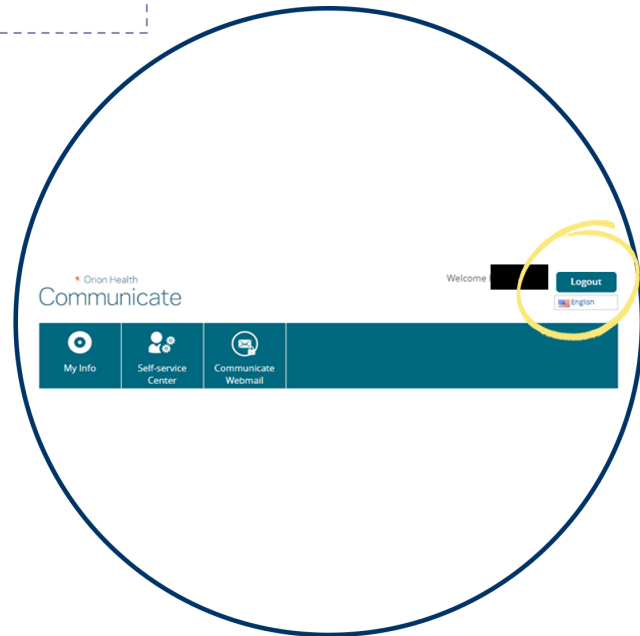 Orion Health
Communicate
Welcome
Logout
English
My Info
Self-service
Center
Communicate
Webmail